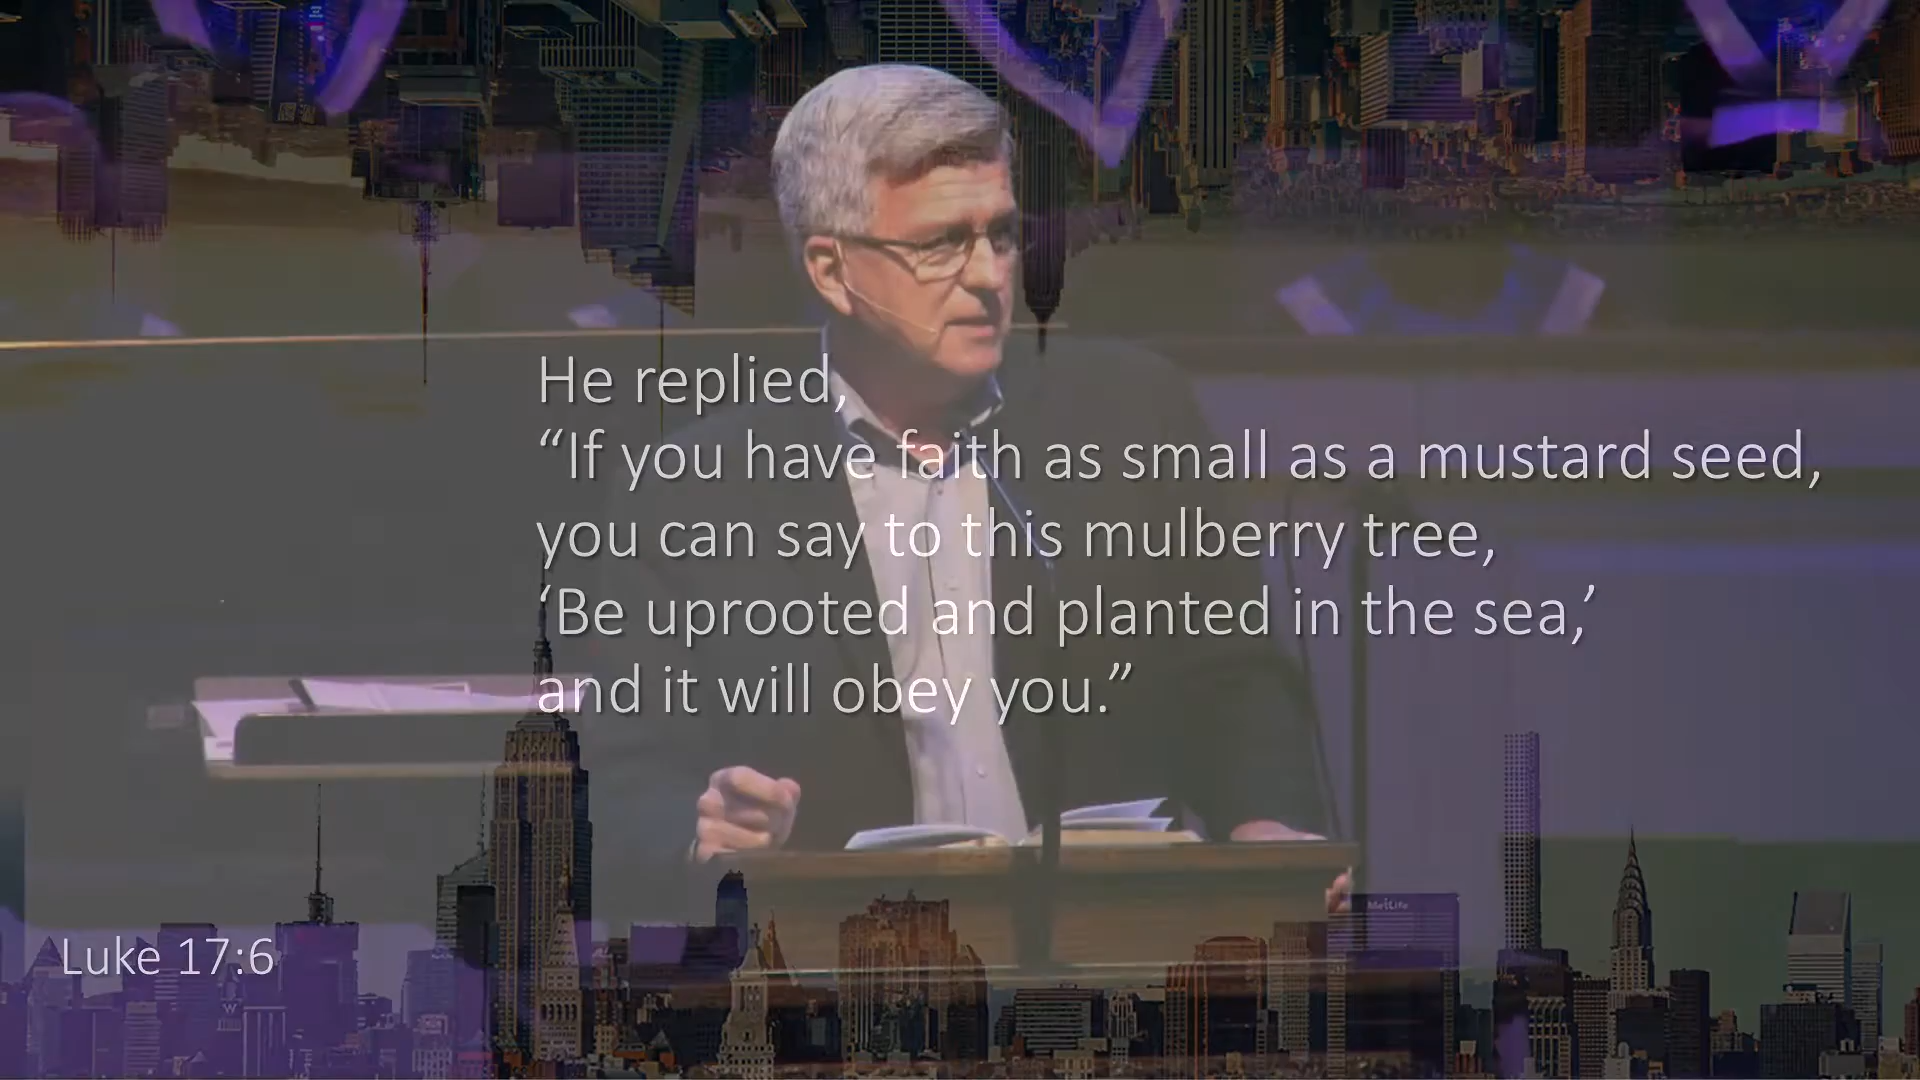 He replied,
“If you have faith as small as a mustard seed,
you can say to this mulberry tree,
‘Be uprooted and planted in the sea,’
and it will obey you.”
MetLife
Luke 17:6
W